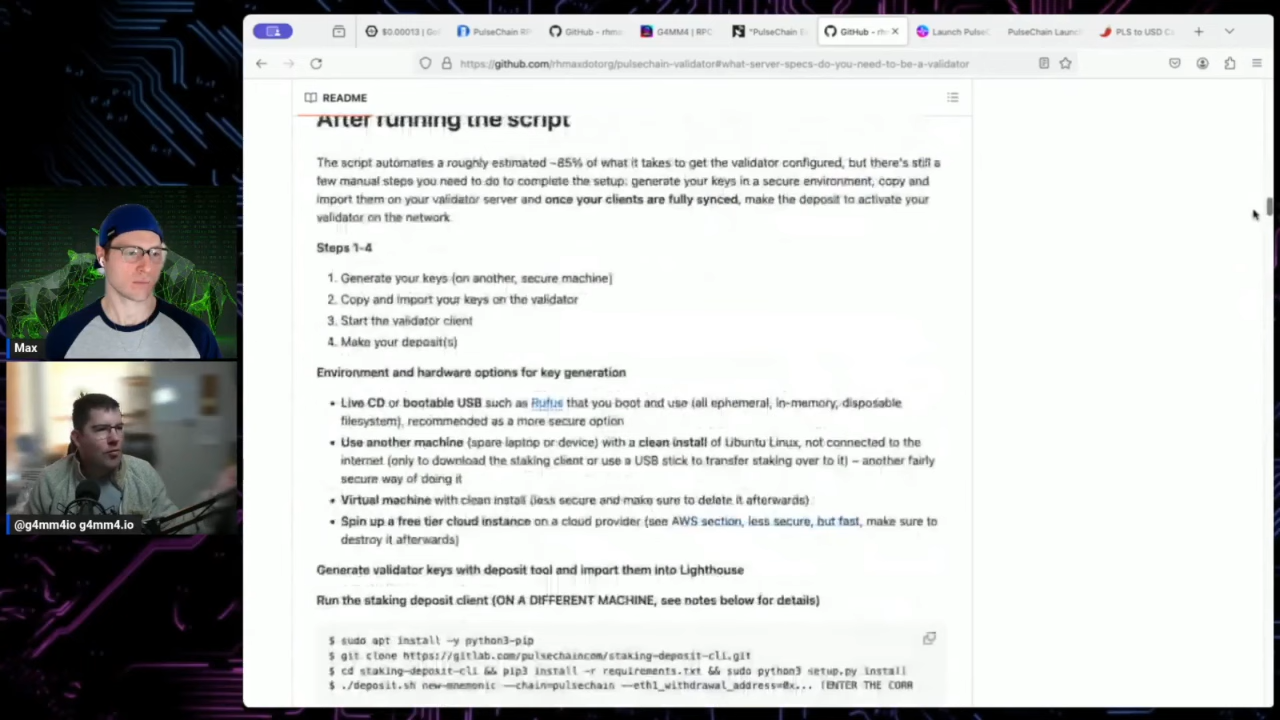 $0.00013 | Go
PulseChain RP
GitHub - rhma
G4MM4 | RPC
"PulseChain E
GitHub - rh
Launch PulseC
PulseChain Launc
PLS to USD C
https://github.com/rhmaxdotorg/pulsechain-validator#what-server-specs-do-you-need-to-be-a-validator
README
After running the script
The script automates a roughly estimated ~85% of what it takes to get the validator configured, but there's still a
few manual steps you need to do to complete the setup: generate your keys in a secure environment, copy and
import them on your validator server and once your clients are fully synced, make the deposit to activate your
validator on the network.
Steps 1-4
1. Generate your keys (on another, secure machine)
2. Copy and import your keys on the validator
3. Start the validator client
4. Make your deposit(s)
Environment and hardware options for key generation
• Live CD or bootable USB such as Rufus that you boot and use (all ephemeral, in-memory, disposable
filesystem), recommended as a more secure option
• Use another machine (spare laptop or device) with a clean install of Ubuntu Linux, not connected to the
internet (only to download the staking client or use a USB stick to transfer staking over to it) – another fairly
secure way of doing it
• Virtual machine with clean install (less secure and make sure to delete it afterwards)
• Spin up a free tier cloud instance on a cloud provider (see AWS section, less secure, but fast, make sure to
destroy it afterwards)
Generate validator keys with deposit tool and import them into Lighthouse
Run the staking deposit client (ON A DIFFERENT MACHINE, see notes below for details)
$ sudo apt install -y python3-pip
$ git clone https://gitlab.com/pulsechaincom/staking-deposit-cli.git
$ cd staking-deposit-cli && pip3 install -r requirements.txt && sudo python3 setup.py install
$ ./deposit.sh new-mnemonic --chain=pulsechain --eth1_withdrawal_address=0x... (ENTER THE CORR
Max
@g4mm4io g4mm4.io